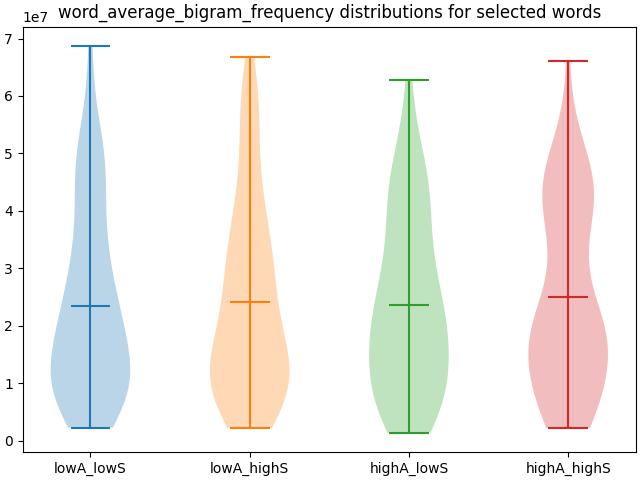 word_average_bigram_frequency distributions for selected words
1e7
7
6
5
4
3
2
1
0
lowA_lowS lowA_highS highA_lowS highA_highS